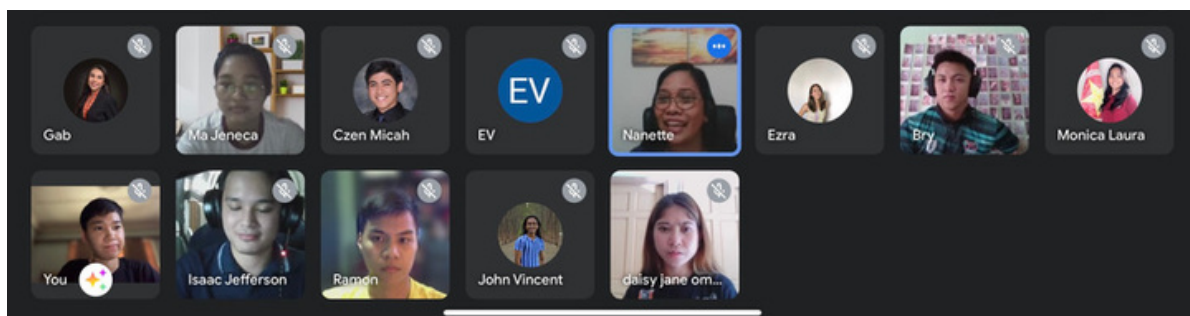 Gab
Ma Jeneca
Czen Micah
EV
EV
Nanette
Ezra
Bry
Monica Laura
You
Isaac Jefferson
Ramon
John Vincent
daisy jane om...